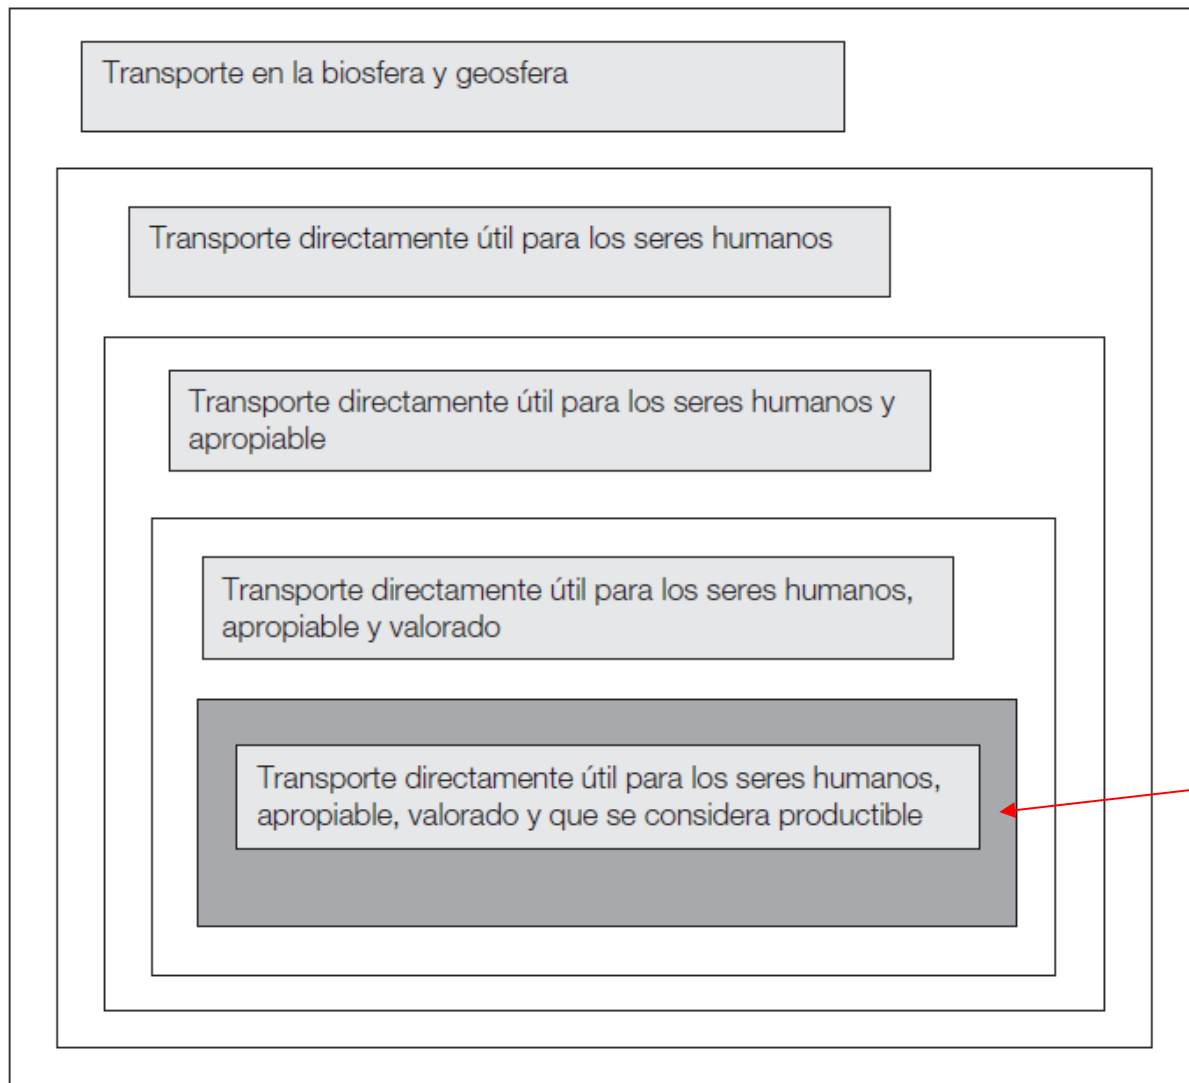 Transporte en la biosfera y geosfera
Transporte directamente útil para los seres humanos
Transporte directamente útil para los seres humanos y
apropiable
Transporte directamente útil para los seres humanos,
apropiable y valorado
Transporte directamente útil para los seres humanos,
apropiable, valorado y que se considera productible